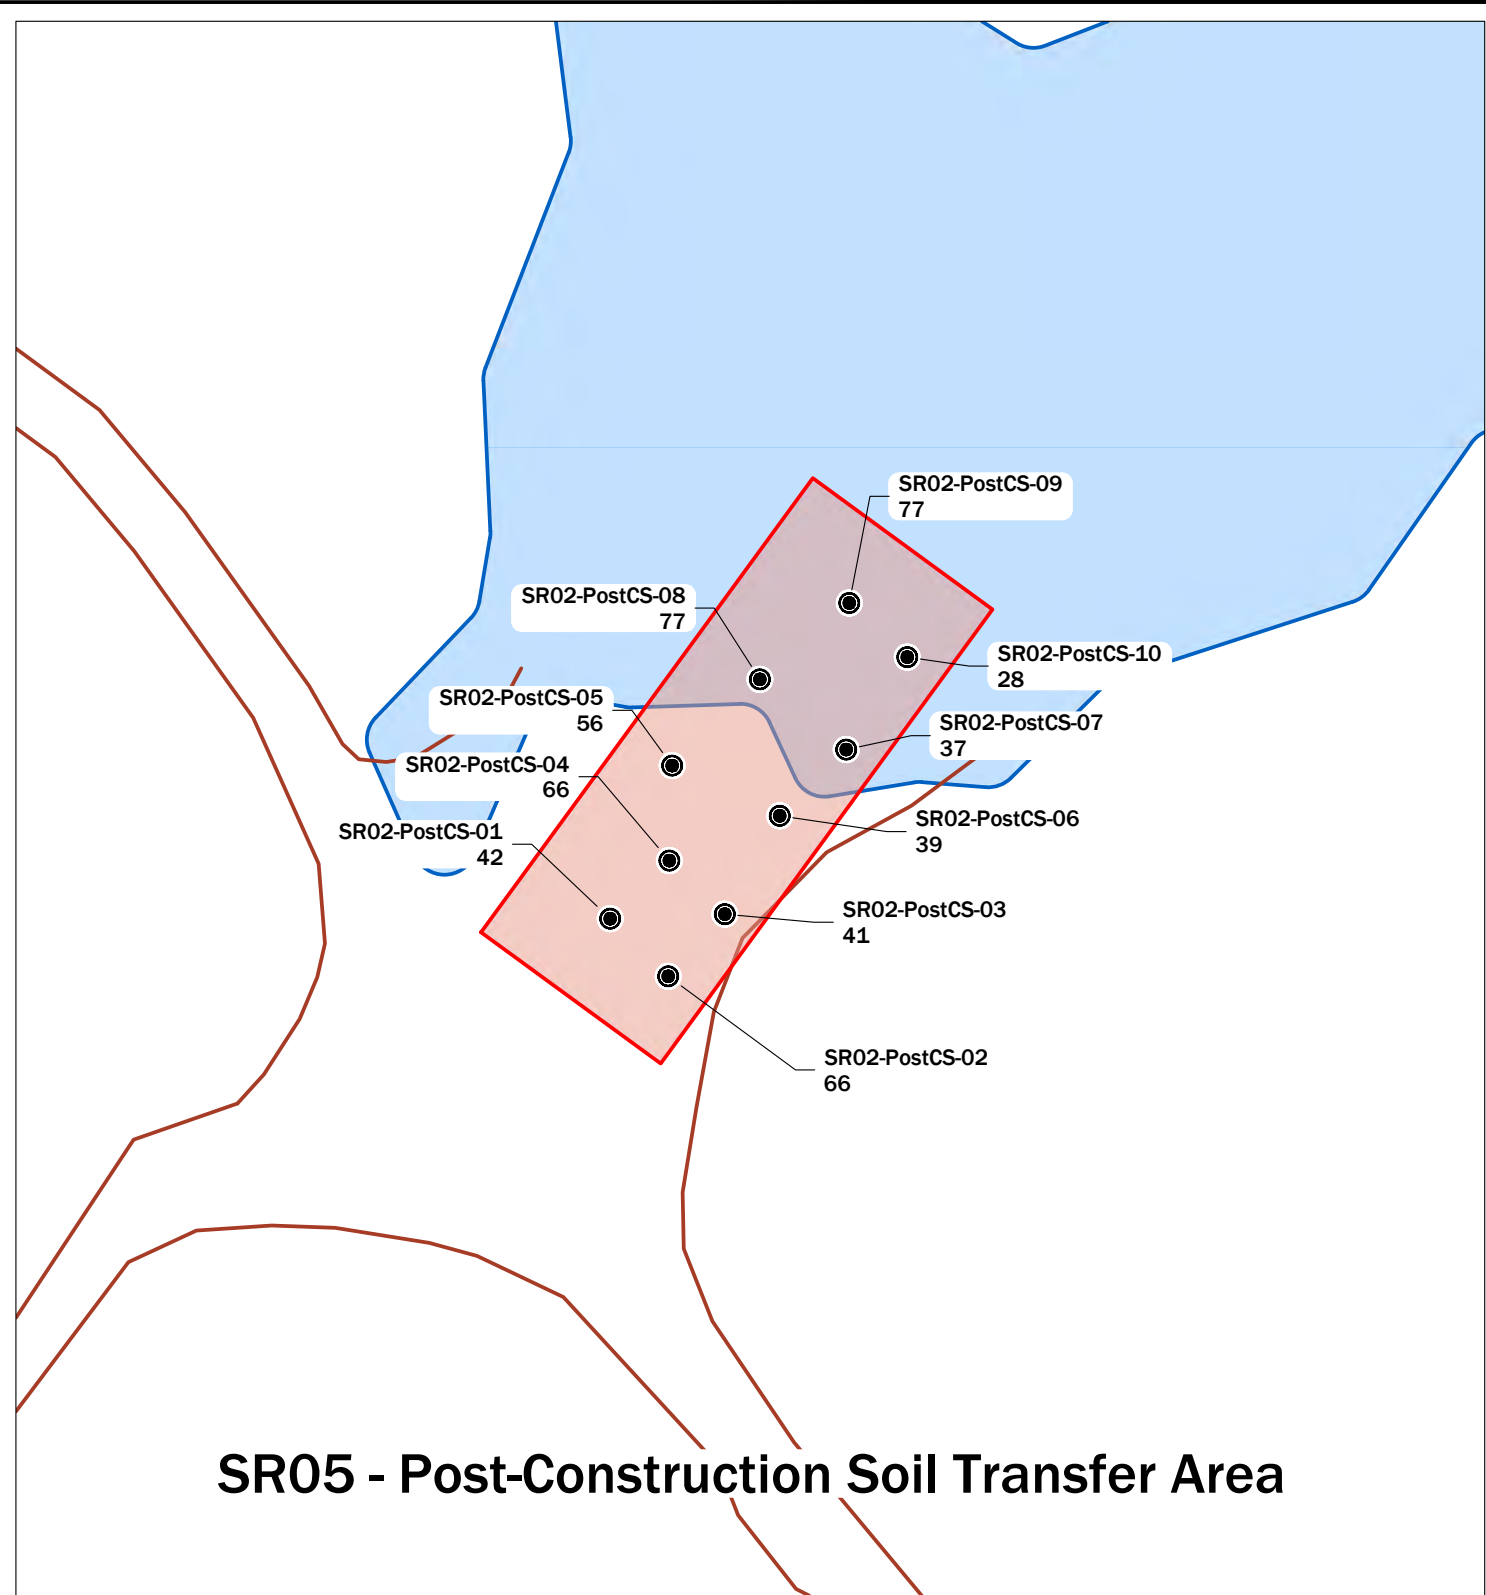 SR02-PostCS-09
77
SR02-PostCS-08
77
SR02-PostCS-10
28
SR02-PostCS-05
56
SR02-PostCS-07
37
SR02-PostCS-04
66
SR02-PostCS-06
39
SR02-PostCS-01
42
SR02-PostCS-03
41
SR02-PostCS-02
66
SR05 - Post-Construction Soil Transfer Area